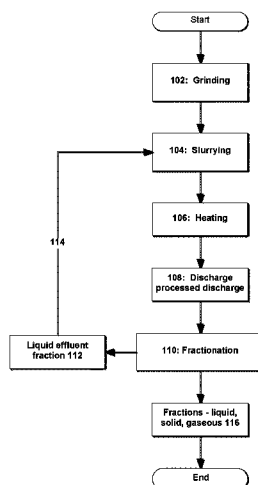 Start
102: Grinding
104: Slurrying
114
106: Heating
108: Discharge
processed discharge
Liquid effluent
fraction 112
110: Fractionation
Fractions - liquid,
solid, gaseous 116
End